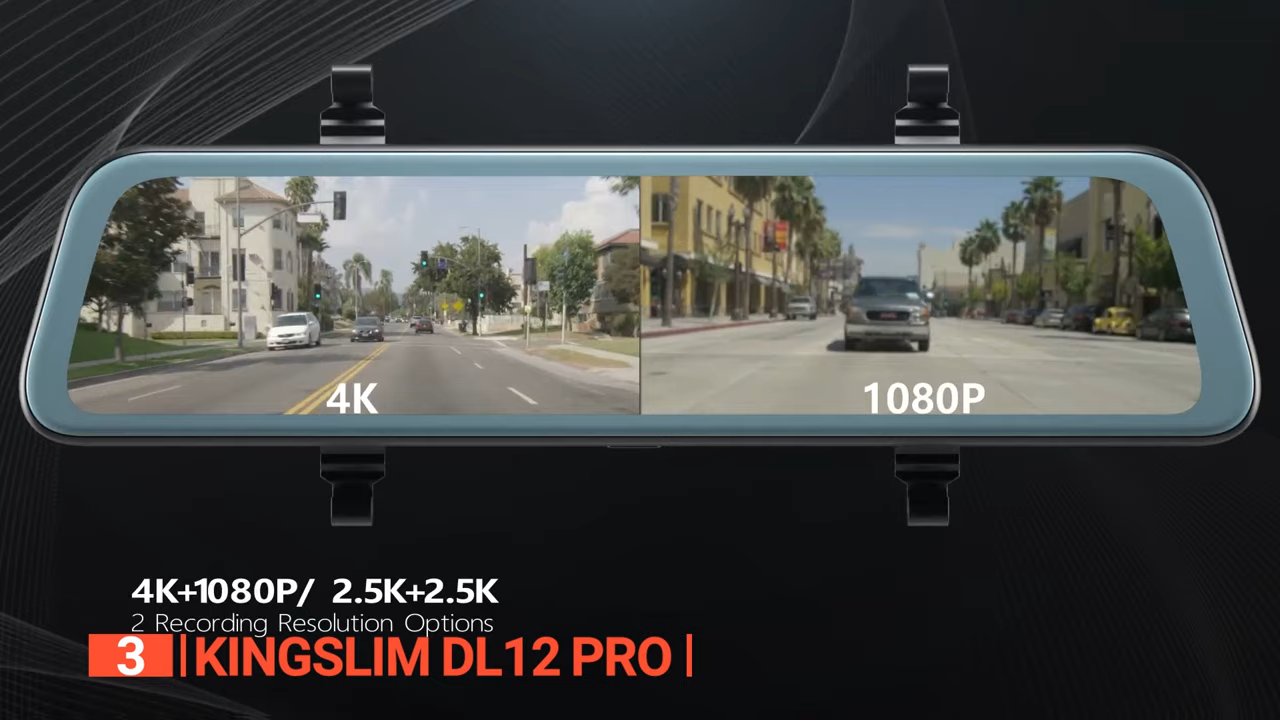 4K
1080P
4K+1080P/ 2.5K+2.5K
2 Recording Resolution Options
3 KINGSLIM DL12 PRO